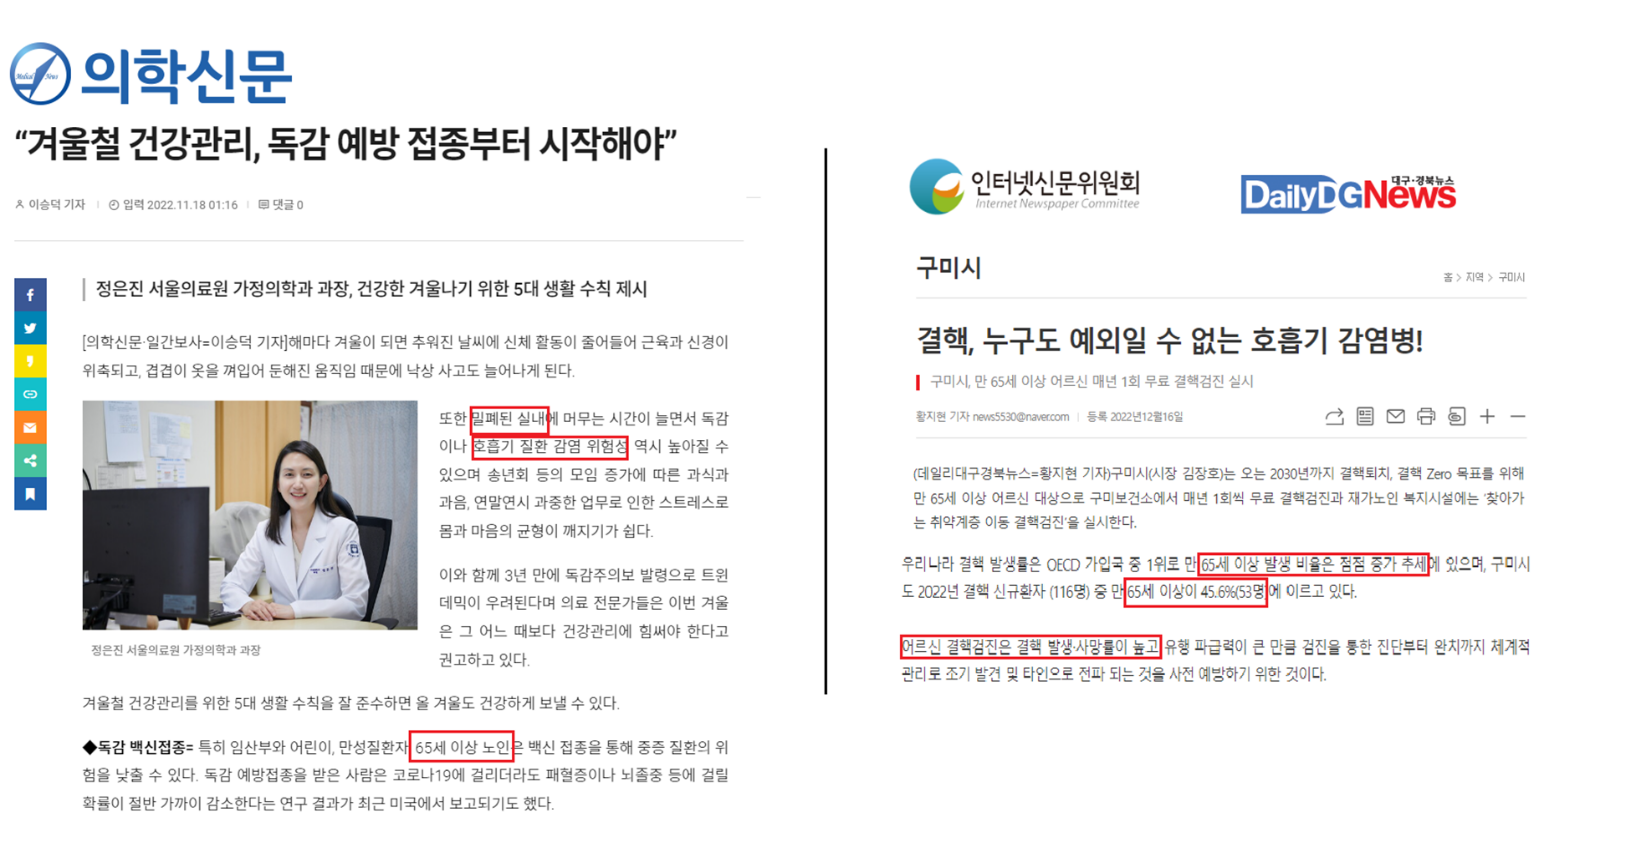 Medical News
의학신문
“겨울철 건강관리, 독감 예방 접종부터 시작해야”
이승덕 기자
입력 2022.11.18 01:16
댓글 0
정은진 서울의료원 가정의학과 과장, 건강한 겨울나기 위한 5대 생활 수칙 제시
[의학신문·일간보사=이승덕 기자]해마다 겨울이 되면 추워진 날씨에 신체 활동이 줄어들어 근육과 신경이
위축되고, 겹겹이 옷을 껴입어 둔해진 움직임 때문에 낙상 사고도 늘어나게 된다.
또한 밀폐된 실내에 머무는 시간이 늘면서 독감
이나 호흡기 질환 감염 위험성 역시 높아질 수
있으며 송년회 등의 모임 증가에 따른 과식과
과음, 연말연시 과중한 업무로 인한 스트레스로
몸과 마음의 균형이 깨지기가 쉽다.
이와 함께 3년 만에 독감주의보 발령으로 트윈
데믹이 우려된다며 의료 전문가들은 이번 겨울
은 그 어느 때보다 건강관리에 힘써야 한다고
권고하고 있다.
정은진 서울의료원 가정의학과 과장
겨울철 건강관리를 위한 5대 생활 수칙을 잘 준수하면 올 겨울도 건강하게 보낼 수 있다.
◆독감 백신접종= 특히 임산부와 어린이, 만성질환자, 65세 이상 노인은 백신 접종을 통해 중증 질환의 위
험을 낮출 수 있다. 독감 예방접종을 받은 사람은 코로나19에 걸리더라도 패혈증이나 뇌졸중 등에 걸릴
확률이 절반 가까이 감소한다는 연구 결과가 최근 미국에서 보고되기도 했다.
인터넷신문위원회
Internet Newspaper Committee
대구·경북뉴스
DailyDGNews
구미시
홈 > 지역 > 구미시
결핵, 누구도 예외일 수 없는 호흡기 감염병!
구미시, 만 65세 이상 어르신 매년 1회 무료 결핵검진 실시
황지현 기자 news5530@naver.com
등록 2022년12월16일
(데일리대구경북뉴스=황지현 기자)구미시(시장 김장호)는 오는 2030년까지 결핵퇴치, 결핵 Zero 목표를 위해
만 65세 이상 어르신 대상으로 구미보건소에서 매년 1회씩 무료 결핵검진과 재가노인 복지시설에는 '찾아가
는 취약계층 이동 결핵검진'을 실시한다.
우리나라 결핵 발생률은 OECD 가입국 중 1위로 만 65세 이상 발생 비율은 점점 증가 추세에 있으며, 구미시
도 2022년 결핵 신규환자 (116명) 중 만 65세 이상이 45.6%(53명)에 이르고 있다.
어르신 결핵검진은 결핵 발생·사망률이 높고 유행 파급력이 큰 만큼 검진을 통한 진단부터 완치까지 체계적
관리로 조기 발견 및 타인으로 전파 되는 것을 사전 예방하기 위한 것이다.